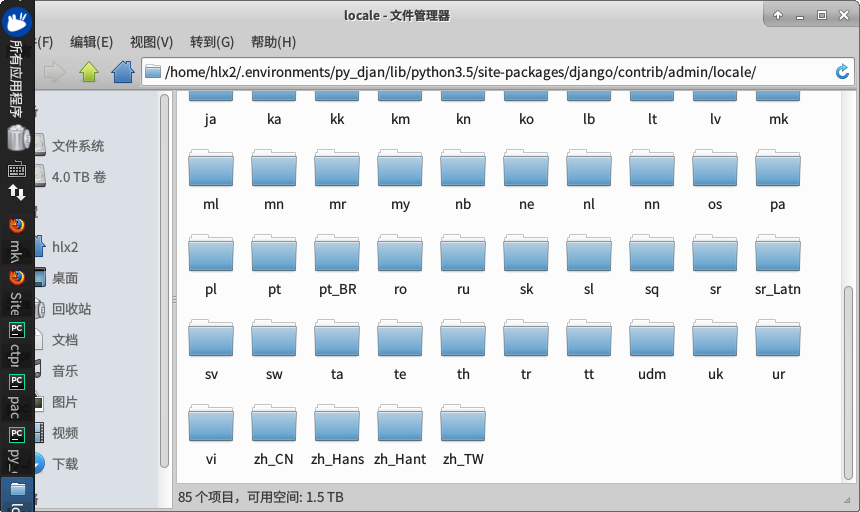 locale - 文件管理器
(F) 编辑(E) 视图(V) 转到(G) 帮助(H)
/home/hlx2/.environments/py_djan/lib/python3.5/site-packages/django/contrib/admin/locale/
所有应用程序
mkv
Site
PC
ctpr
PC
pac
PC
py_
文件系统
4.0 TB 卷
hlx2
桌面
回收站
文档
音乐
图片
视频
下载
ja ka kk km kn ko lb lt lv mk
ml mn mr my nb ne nl nn os pa
pl pt pt_BR ro ru sk sl sq sr sr_Latn
sv sw ta te th tr tt udm uk ur
vi zh_CN zh_Hans zh_Hant zh_TW
85 个项目，可用空间: 1.5 TB